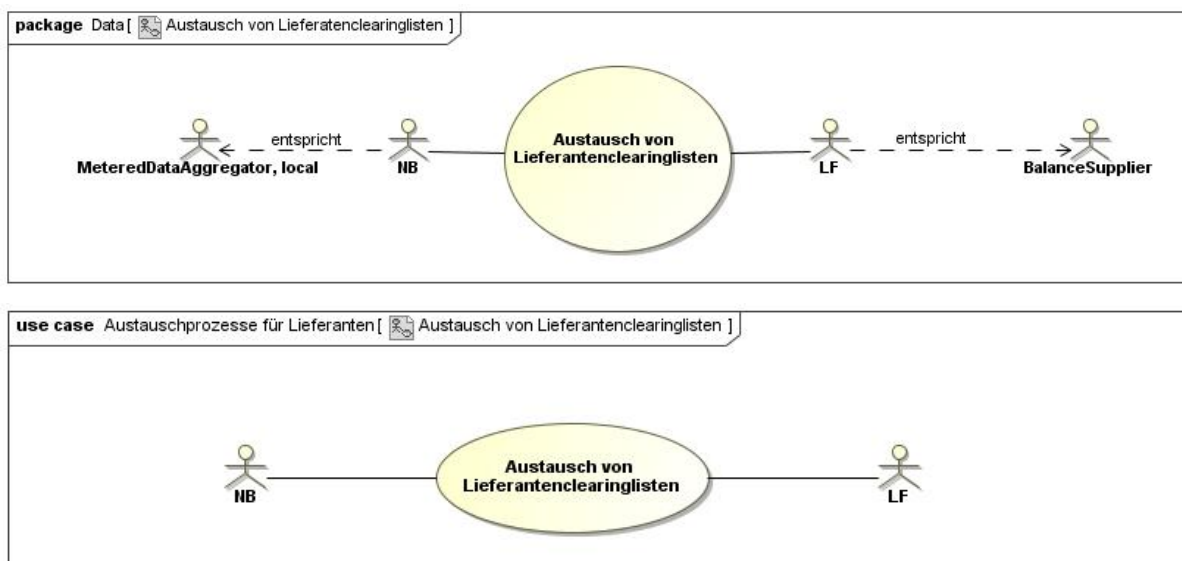 package Data [ Austausch von Lieferatenclearinglisten ]
Austausch von
Lieferantenclearinglisten
entspricht
entspricht
MeteredDataAggregator, local
NB
LF
BalanceSupplier
use case Austauschprozesse für Lieferanten [ Austausch von Lieferantenclearinglisten ]
Austausch von
Lieferantenclearinglisten
NB
LF